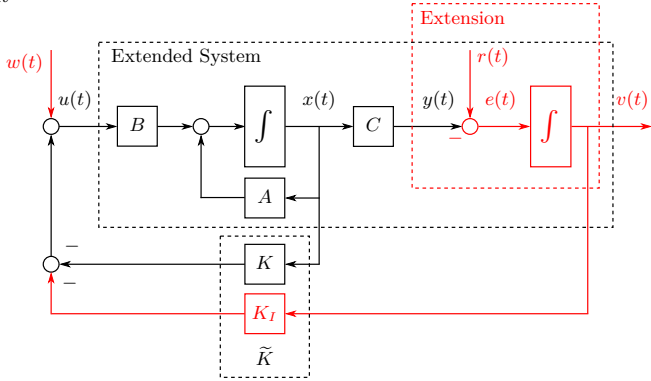 Extension
Extended System
w(t)
r(t)
u(t)
x(t)
y(t)
e(t)
v(t)
B
∫
C
−
∫
A
−
K
−
K_I
K̃